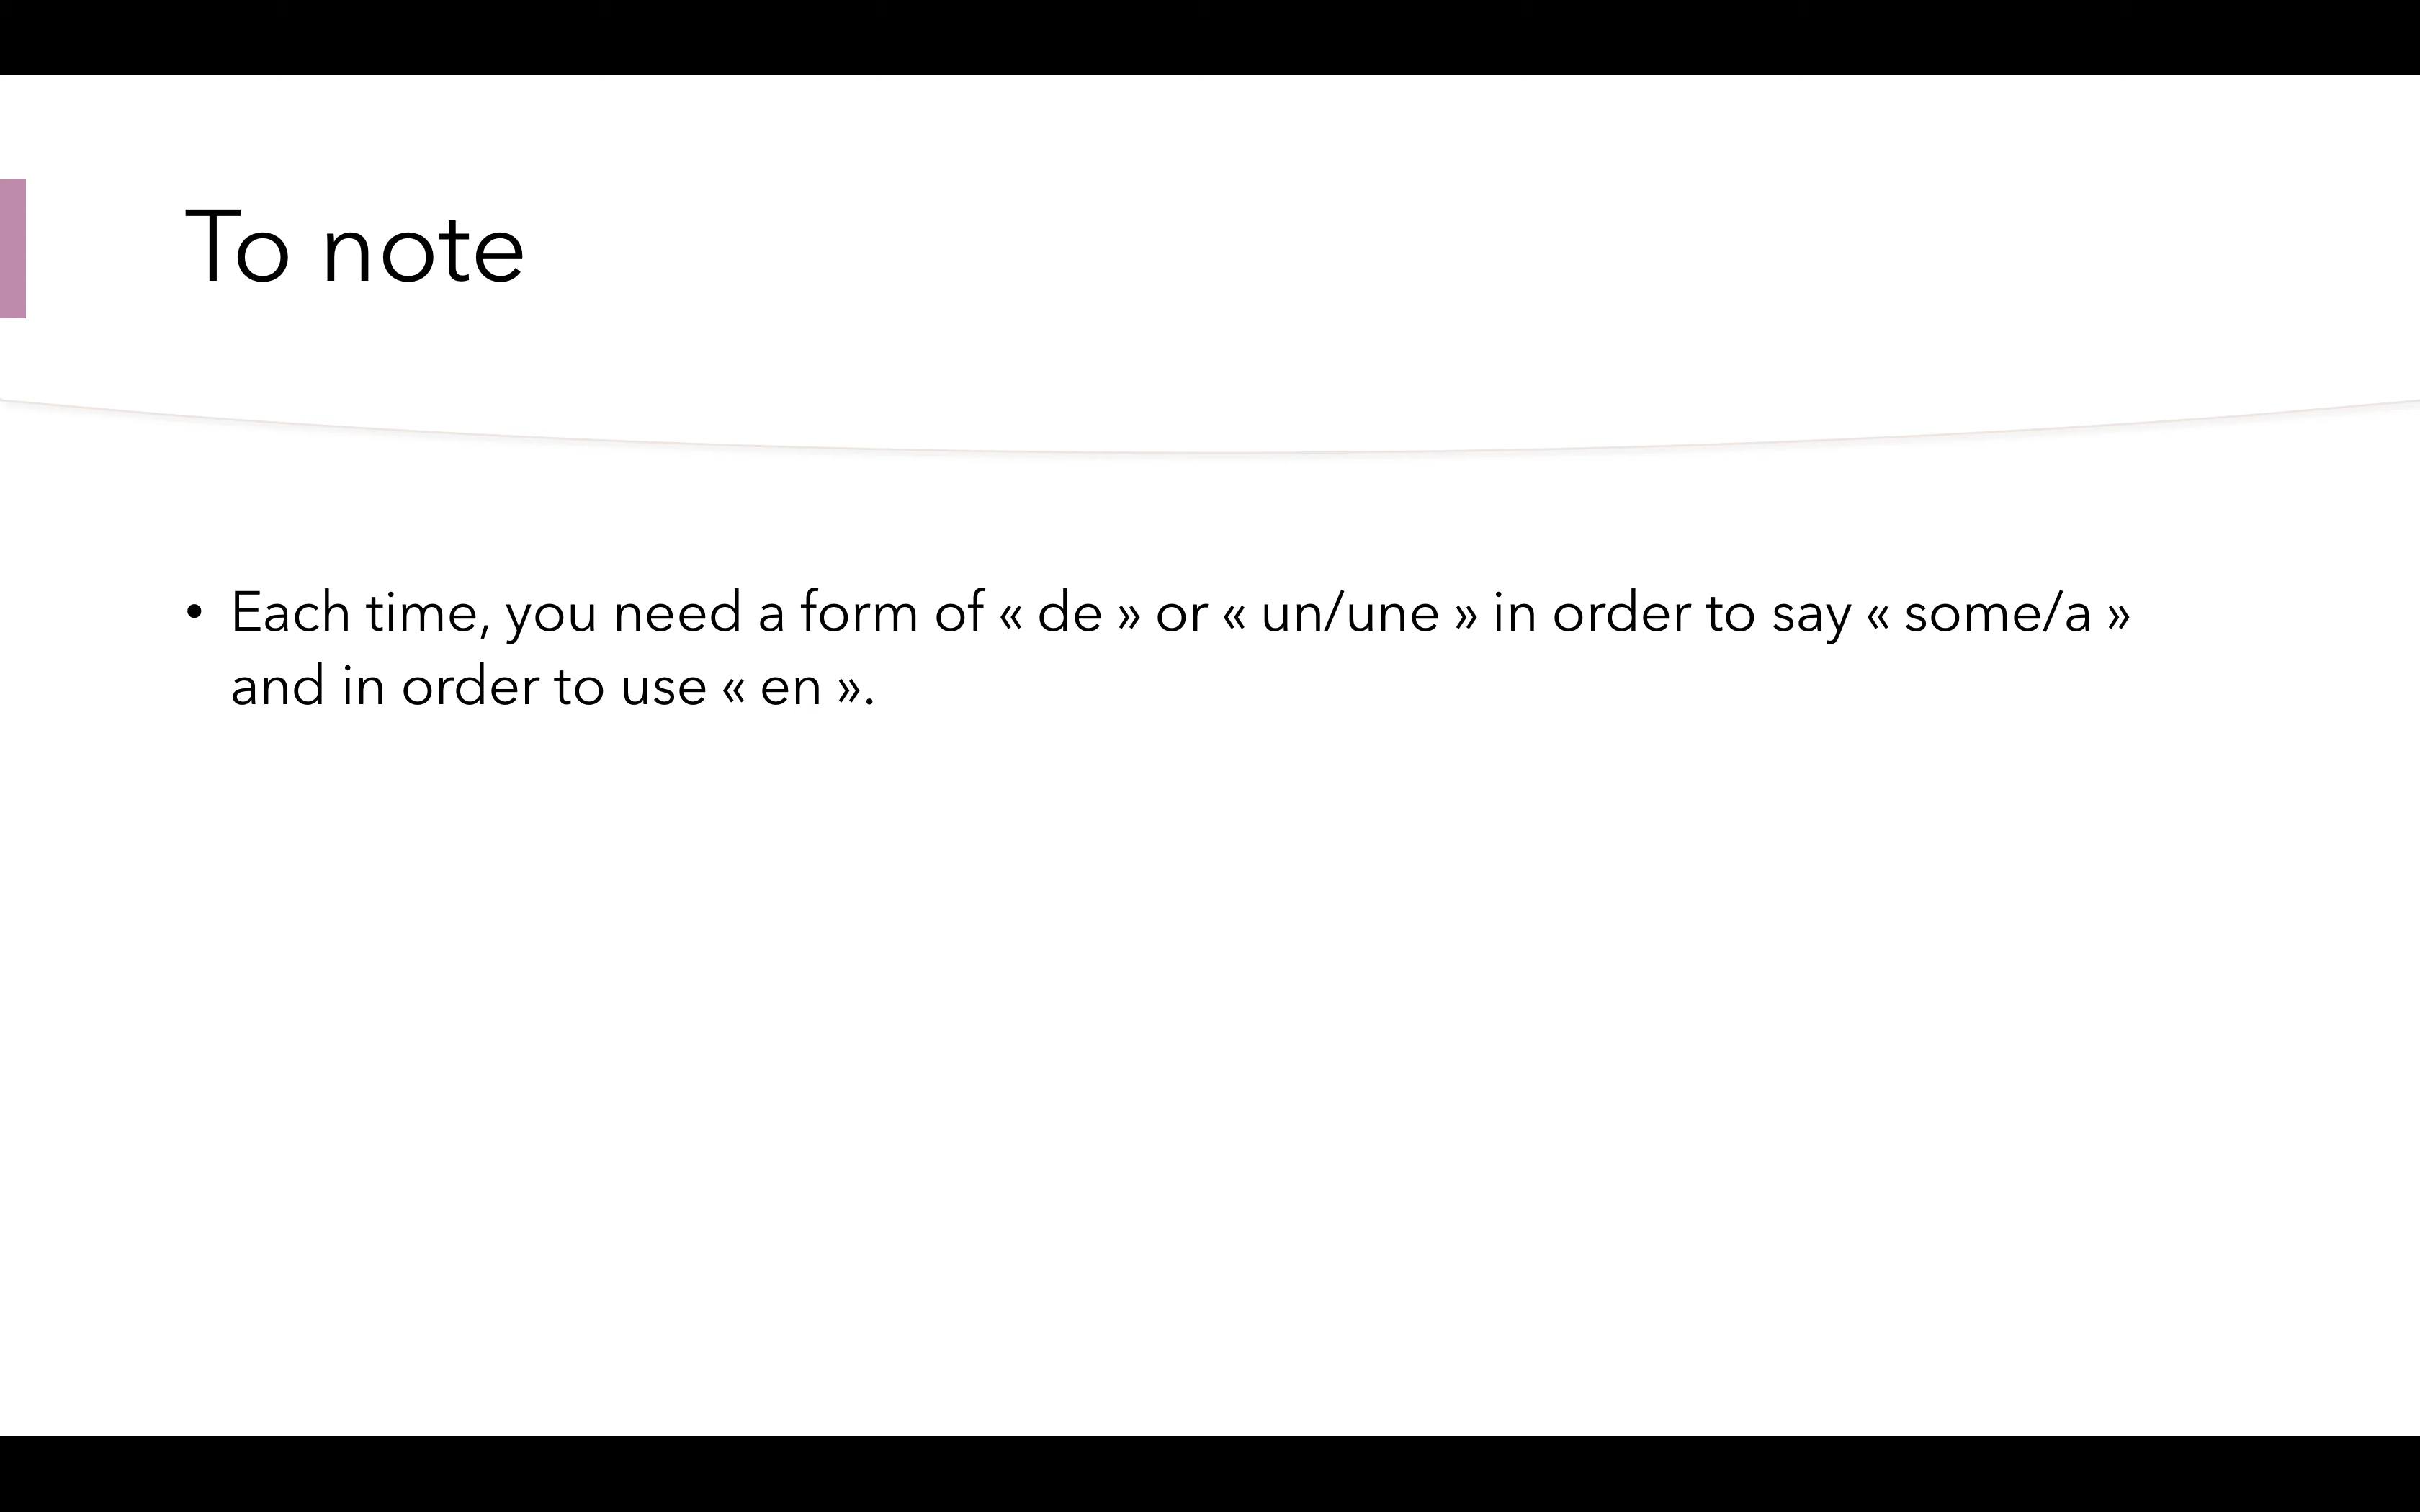 To note
• Each time, you need a form of « de » or « un/une » in order to say « some/a »
and in order to use « en ».